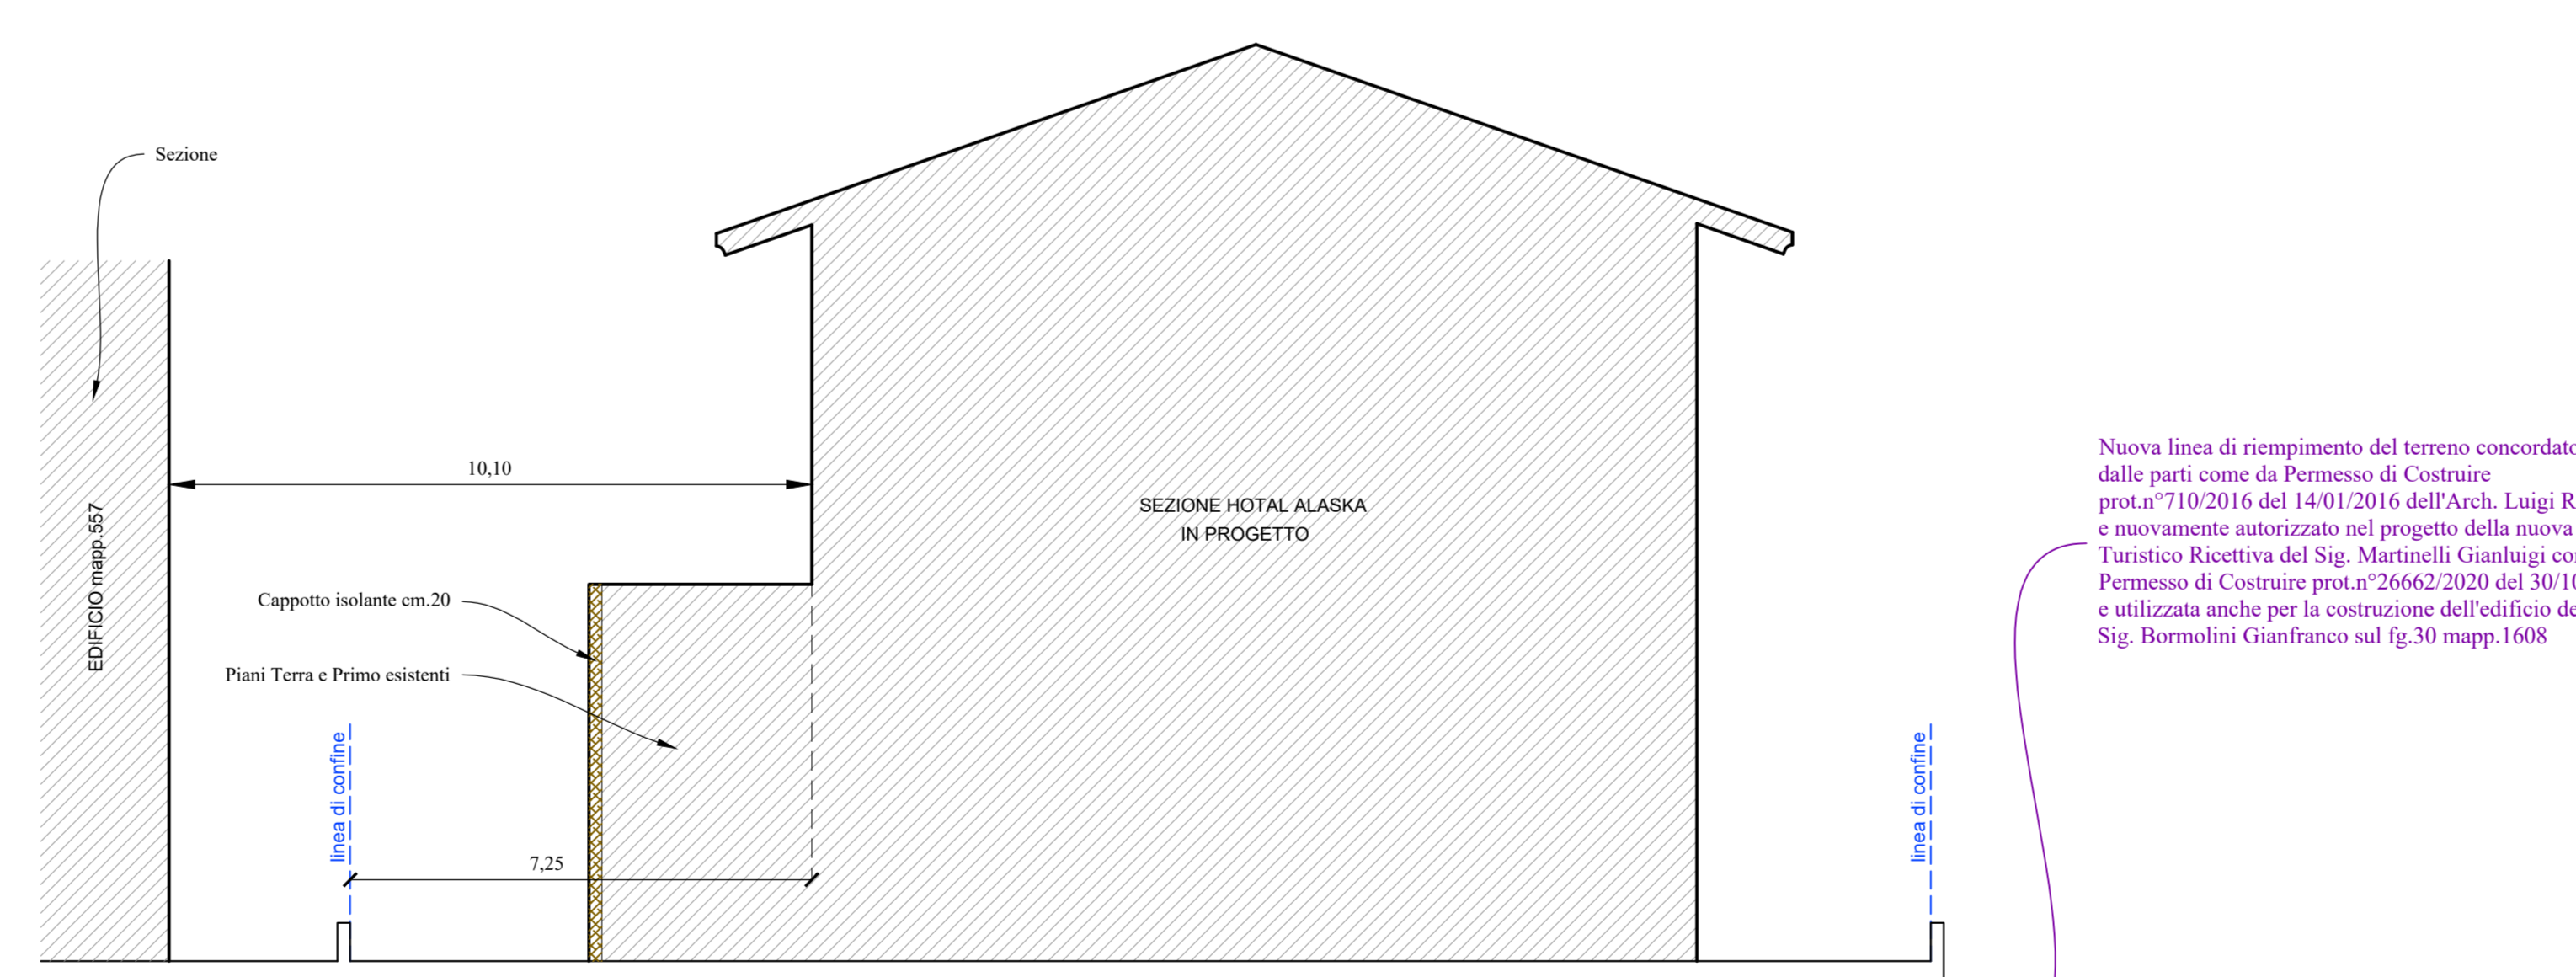 Sezione
10,10
EDIFICIO mapp.557
SEZIONE HOTAL ALASKA
IN PROGETTO
Cappotto isolante cm.20
Piani Terra e Primo esistenti
linea di confine
7,25
linea di confine
Nuova linea di riempimento del terreno concordato
dalle parti come da Permesso di Costruire
prot.n°710/2016 del 14/01/2016 dell'Arch. Luigi R
e nuovamente autorizzato nel progetto della nuova
Turistico Ricettiva del Sig. Martinelli Gianluigi co
Permesso di Costruire prot.n°26662/2020 del 30/10
e utilizzata anche per la costruzione dell'edificio de
Sig. Bormolini Gianfranco sul fg.30 mapp.1608